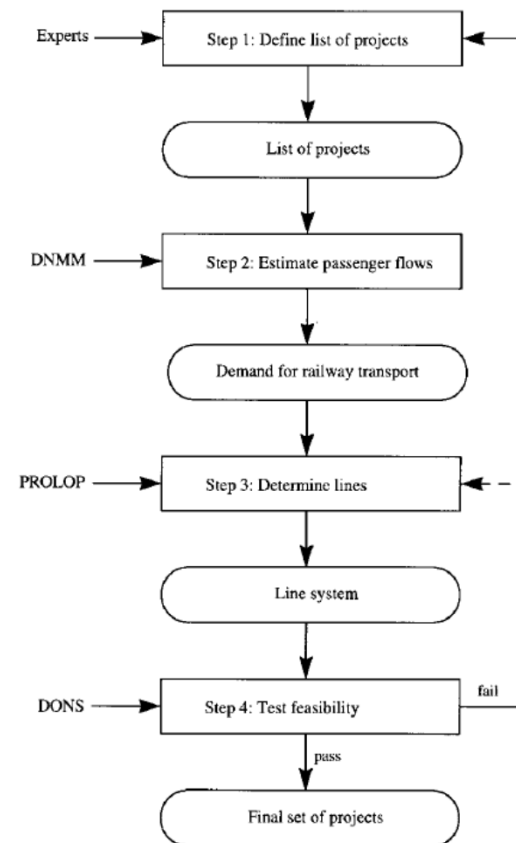 Experts
Step 1: Define list of projects
List of projects
DNMM
Step 2: Estimate passenger flows
Demand for railway transport
PROLOP
Step 3: Determine lines
Line system
DONS
Step 4: Test feasibility
fail
pass
Final set of projects